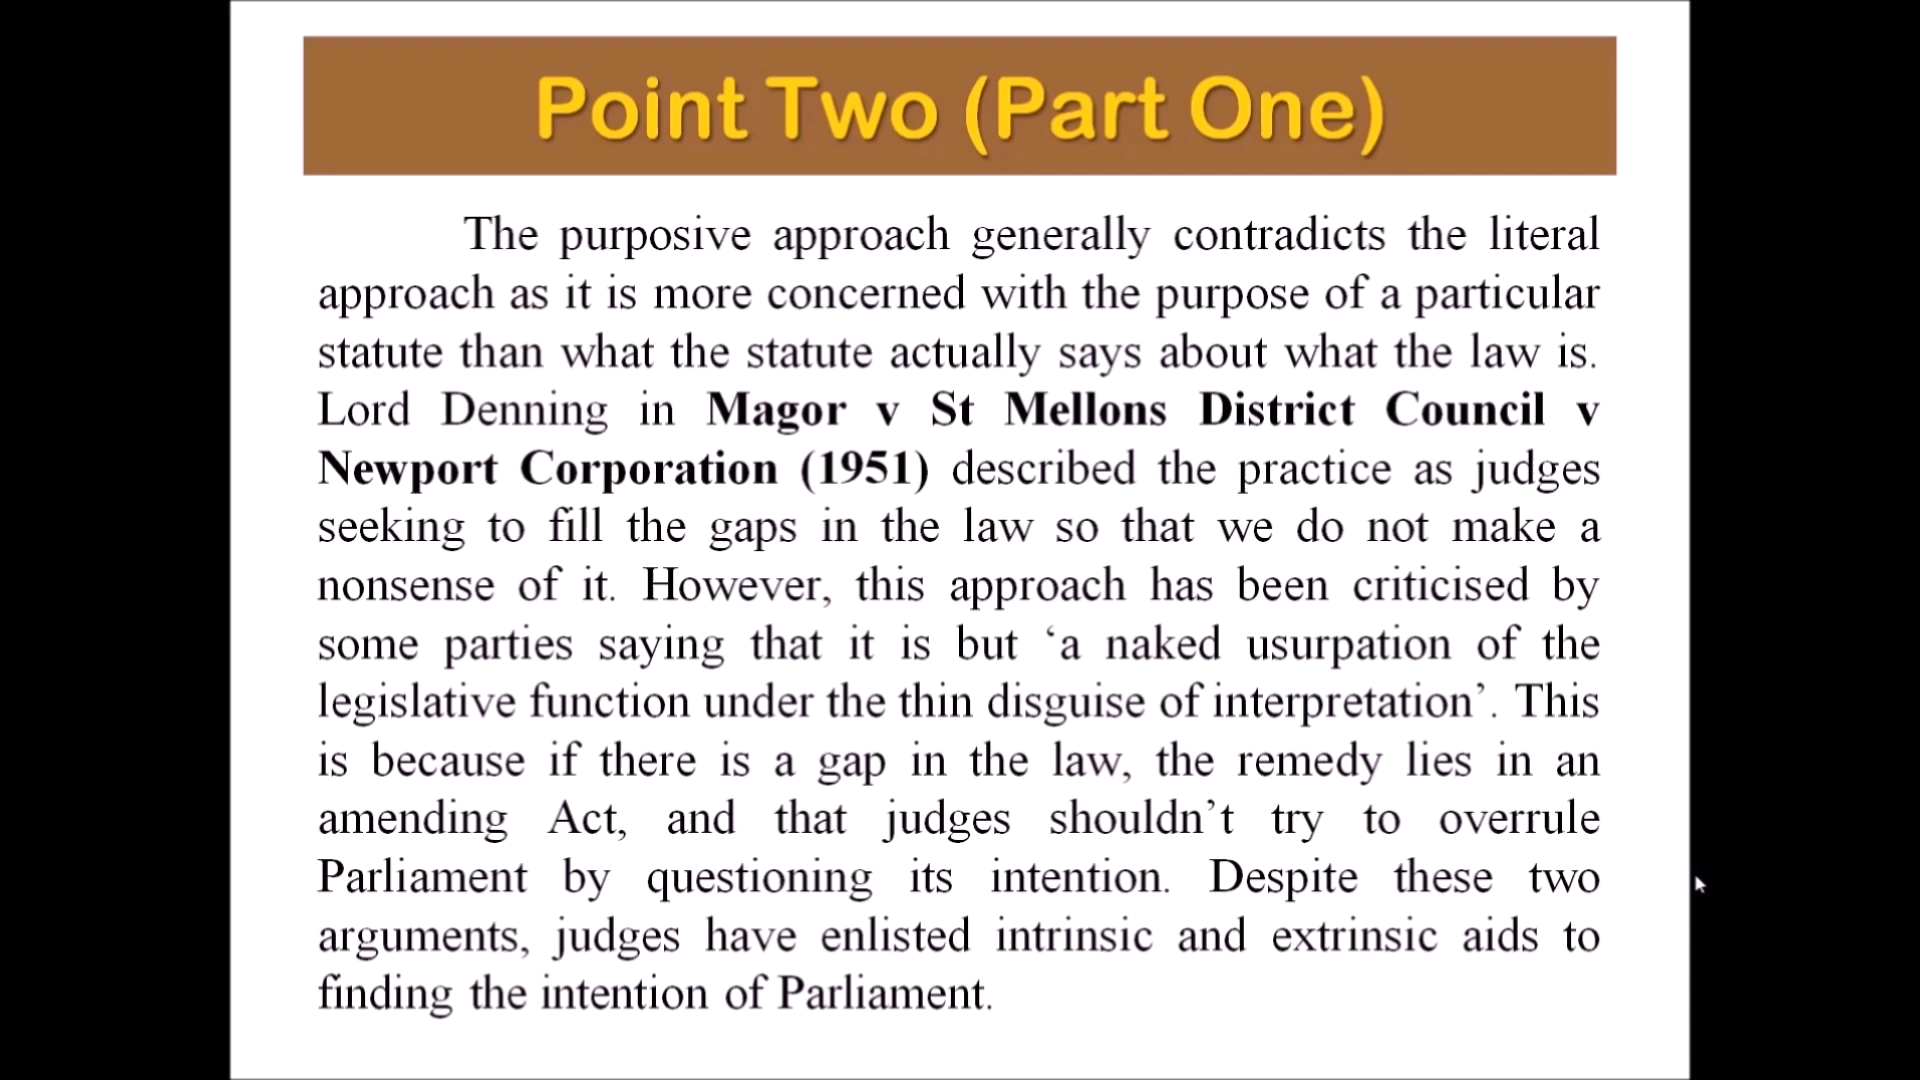 Point Two (Part One)
The purposive approach generally contradicts the literal
approach as it is more concerned with the purpose of a particular
statute than what the statute actually says about what the law is.
Lord Denning in Magor v St Mellons District Council v
Newport Corporation (1951) described the practice as judges
seeking to fill the gaps in the law so that we do not make a
nonsense of it. However, this approach has been criticised by
some parties saying that it is but ‘a naked usurpation of the
legislative function under the thin disguise of interpretation’. This
is because if there is a gap in the law, the remedy lies in an
amending Act, and that judges shouldn’t try to overrule
Parliament by questioning its intention. Despite these two
arguments, judges have enlisted intrinsic and extrinsic aids to
finding the intention of Parliament.